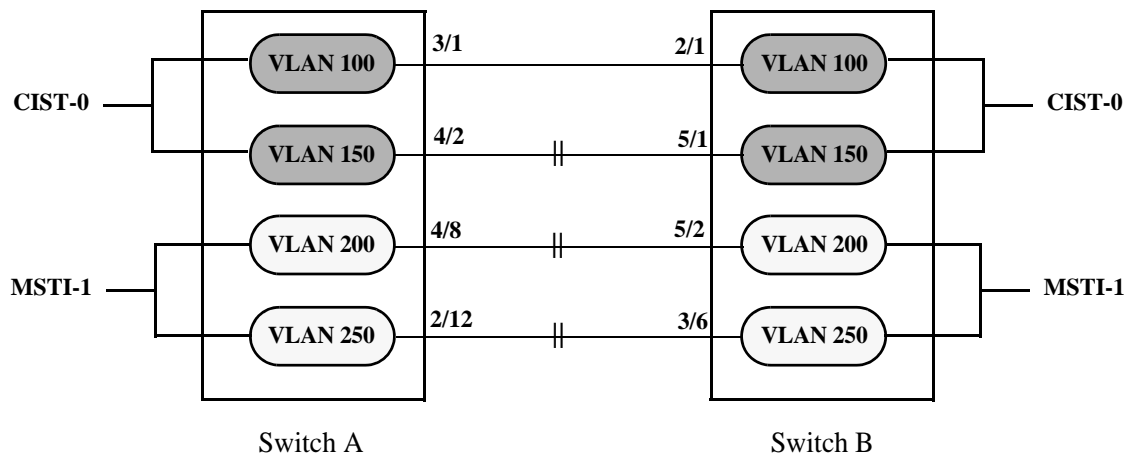 3/1
2/1
VLAN 100
VLAN 100
CIST-0
CIST-0
4/2
5/1
VLAN 150
VLAN 150
4/8
5/2
VLAN 200
VLAN 200
MSTI-1
MSTI-1
2/12
3/6
VLAN 250
VLAN 250
Switch A
Switch B